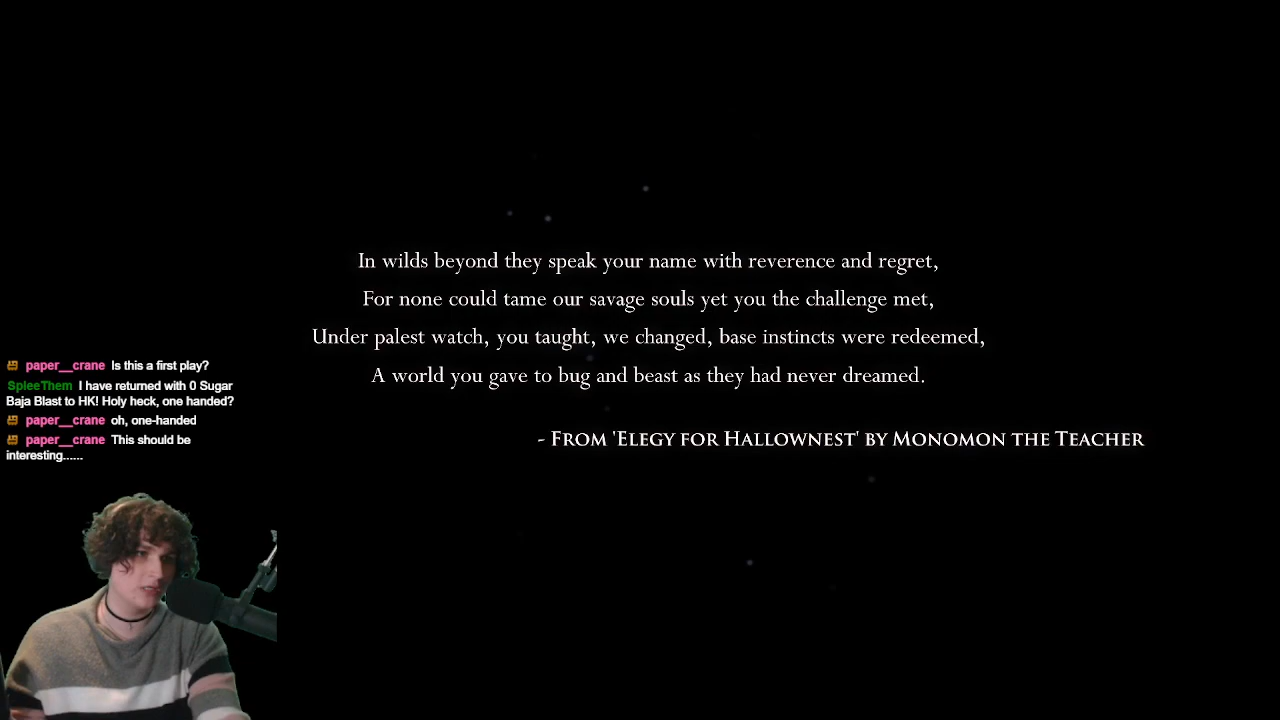 In wilds beyond they speak your name with reverence and regret,
For none could tame our savage souls yet you the challenge met,
Under palest watch, you taught, we changed, base instincts were redeemed,
A world you gave to bug and beast as they had never dreamed.
- From 'Elegy for Hallownest' by Monomon the Teacher
paper__crane Is this a first play?
SpleeThem I have returned with 0 Sugar
Baja Blast to HK! Holy heck, one handed?
paper__crane oh, one-handed
paper__crane This should be
interesting......